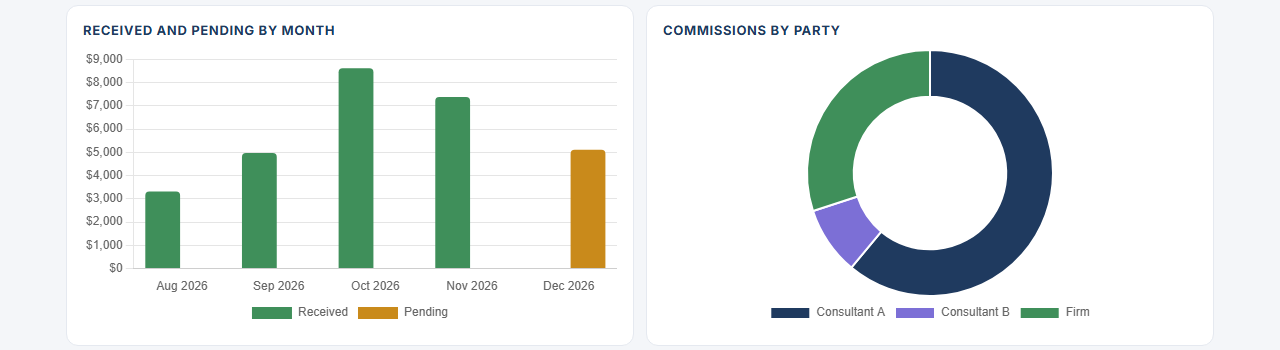 RECEIVED AND PENDING BY MONTH
$9,000
$8,000
$7,000
$6,000
$5,000
$4,000
$3,000
$2,000
$1,000
$0
Aug 2026 Sep 2026 Oct 2026 Nov 2026 Dec 2026
Received Pending
COMMISSIONS BY PARTY
Consultant A Consultant B Firm